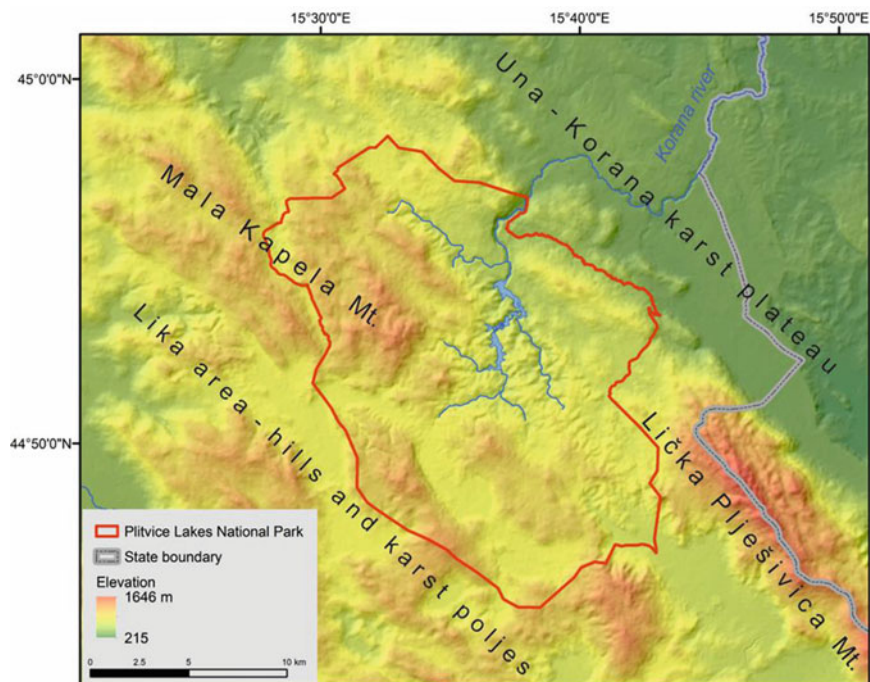 15°30'0"E
15°40'0"E
15°50'0"E
45°0'0"N
44°50'0"N
Una - Korana karst plateau
Korana river
Mala Kapela Mt.
Lika area - hills and karst poljes
Lička Plješivica Mt.
Plitvice Lakes National Park
State boundary
Elevation
1646 m
215
0 2.5 5 10 km